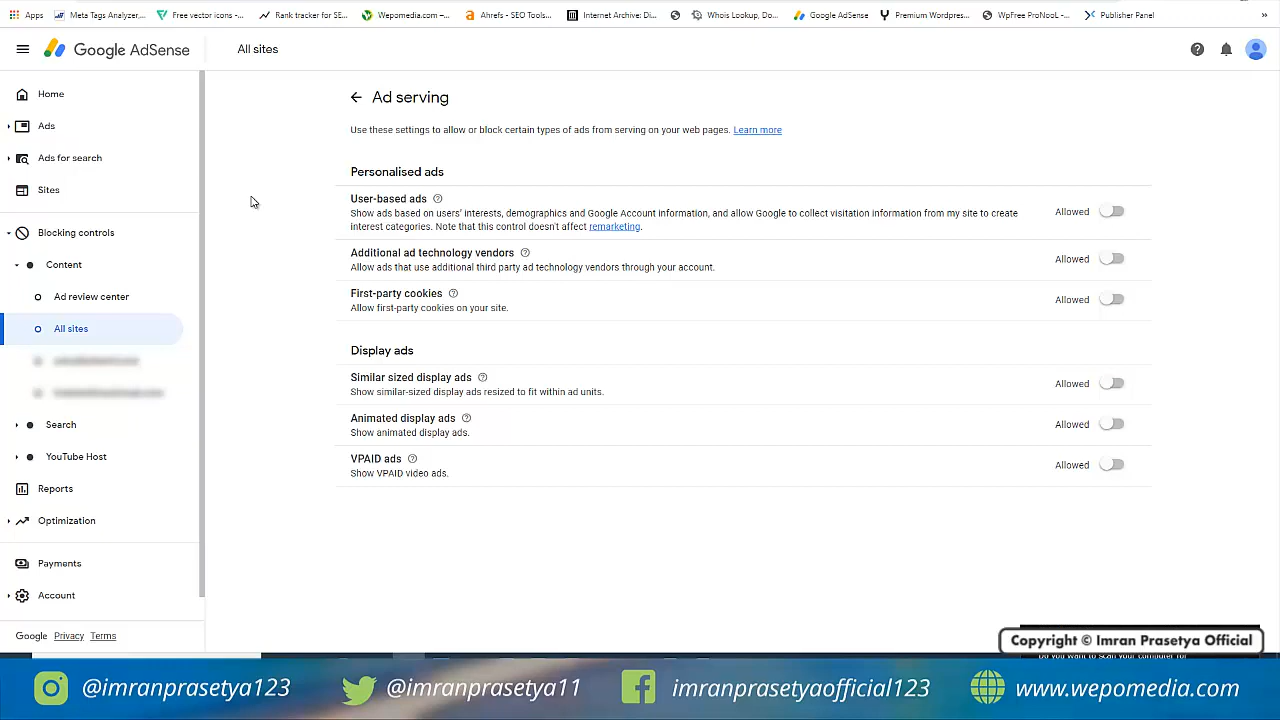 Apps
Meta Tags Analyzer,...
Free vector icons -...
Rank tracker for SE...
Wepomedia.com –...
Ahrefs - SEO Tools...
Internet Archive: Di...
Whois Lookup, Do...
Google AdSense
Premium Wordpres...
WpFree ProNooL -...
Publisher Panel
»
Google AdSense
All sites
Home
Ads
Ads for search
Sites
Blocking controls
Content
Ad review center
All sites
Search
YouTube Host
Reports
Optimization
Payments
Account
Google Privacy Terms
Ad serving
Use these settings to allow or block certain types of ads from serving on your web pages. Learn more
Personalised ads
User-based ads
Show ads based on users' interests, demographics and Google Account information, and allow Google to collect visitation information from my site to create
interest categories. Note that this control doesn't affect remarketing.
Allowed
Additional ad technology vendors
Allow ads that use additional third party ad technology vendors through your account.
Allowed
First-party cookies
Allow first-party cookies on your site.
Allowed
Display ads
Similar sized display ads
Show similar-sized display ads resized to fit within ad units.
Allowed
Animated display ads
Show animated display ads.
Allowed
VPAID ads
Show VPAID video ads.
Allowed
Copyright © Imran Prasetya Official
Do you want to scan your computer for
@imranprasetya123
@imranprasetya11
imranprasetyaofficial123
www.wepomedia.com